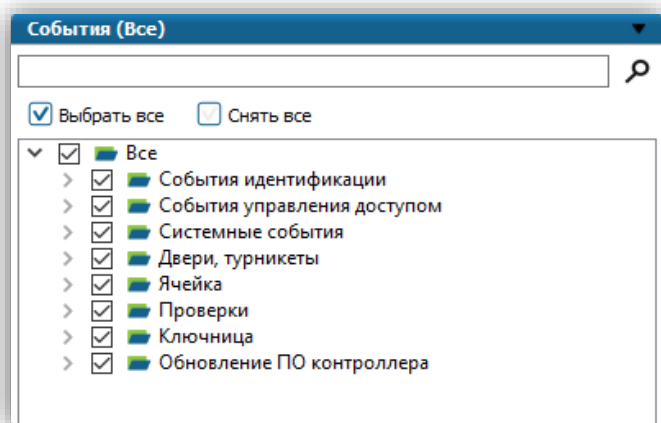 События (Все)
Выбрать все Снять все
Все
События идентификации
События управления доступом
Системные события
Двери, турникеты
Ячейка
Проверки
Ключница
Обновление ПО контроллера